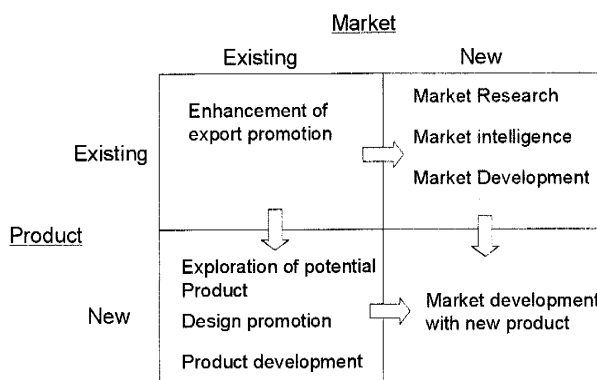 Market
Existing
New
Existing
Enhancement of
export promotion
Market Research
Market intelligence
Market Development
Product
New
Exploration of potential
Product
Design promotion
Product development
Market development
with new product